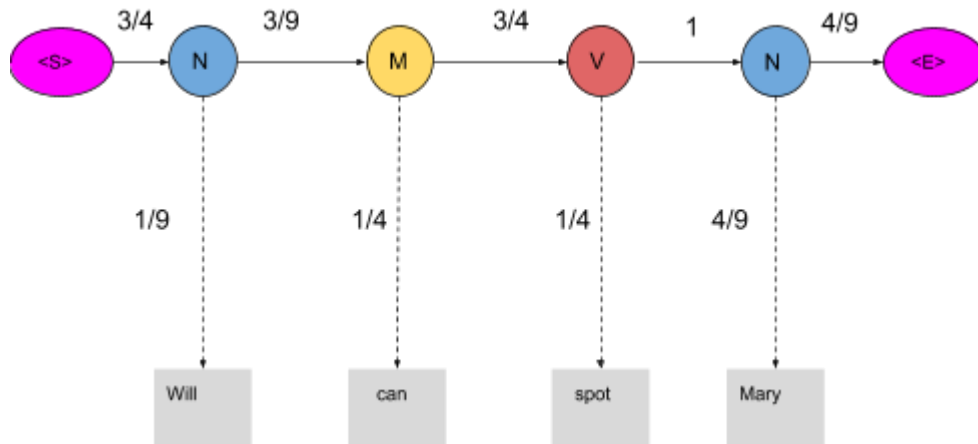 3/4 3/9 3/4 1 4/9
<S> N M V N <E>
1/9 1/4 1/4 4/9
Will can spot Mary